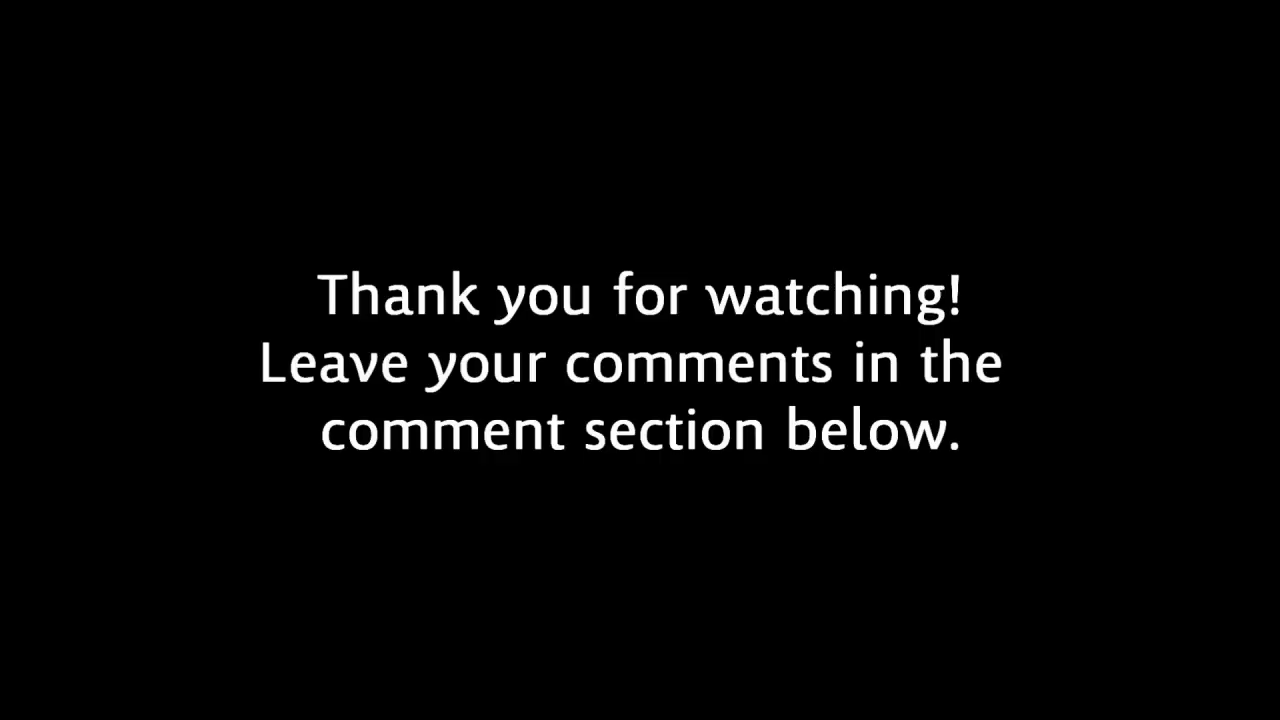 Thank you for watching!
Leave your comments in the
comment section below.